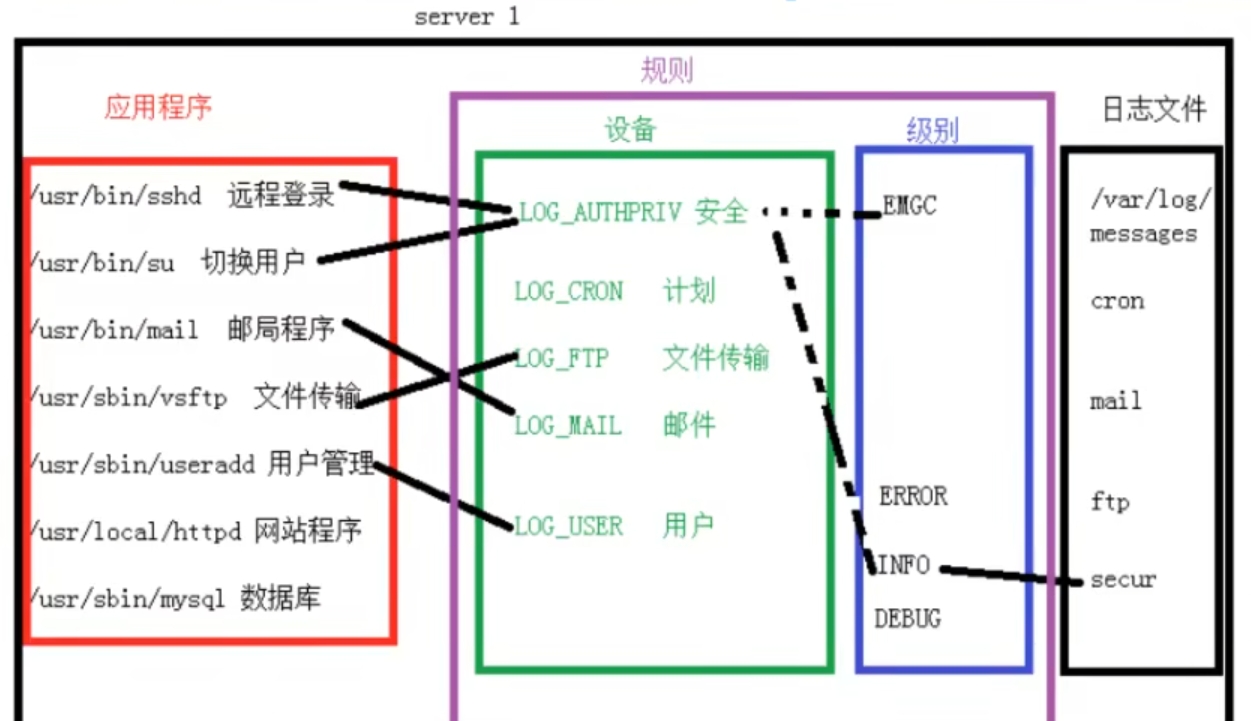 server 1
规则
应用程序
设备
级别
日志文件
/usr/bin/sshd 远程登录
/usr/bin/su 切换用户
/usr/bin/mail 邮局程序
/usr/sbin/vsftp 文件传输
/usr/sbin/useradd 用户管理
/usr/local/httpd 网站程序
/usr/sbin/mysql 数据库
LOG_AUTHPRIV 安全
LOG_CRON 计划
LOG_FTP 文件传输
LOG_MAIL 邮件
LOG_USER 用户
EMGC
ERROR
INFO
DEBUG
/var/log/
messages
cron
mail
ftp
secur